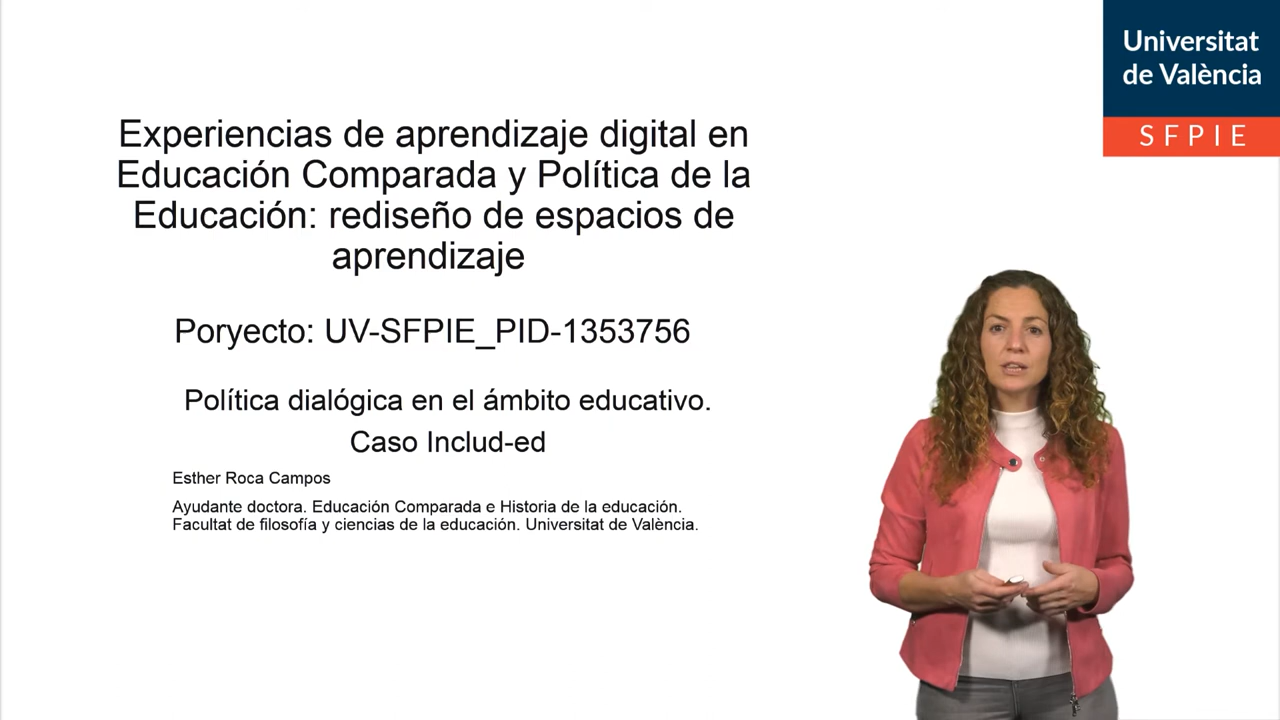 Universitat
de València
SFPIE
Experiencias de aprendizaje digital en
Educación Comparada y Política de la
Educación: rediseño de espacios de
aprendizaje
Poryecto: UV-SFPIE_PID-1353756
Política dialógica en el ámbito educativo.
Caso Includ-ed
Esther Roca Campos
Ayudante doctora. Educación Comparada e Historia de la educación.
Facultat de filosofía y ciencias de la educación. Universitat de València.